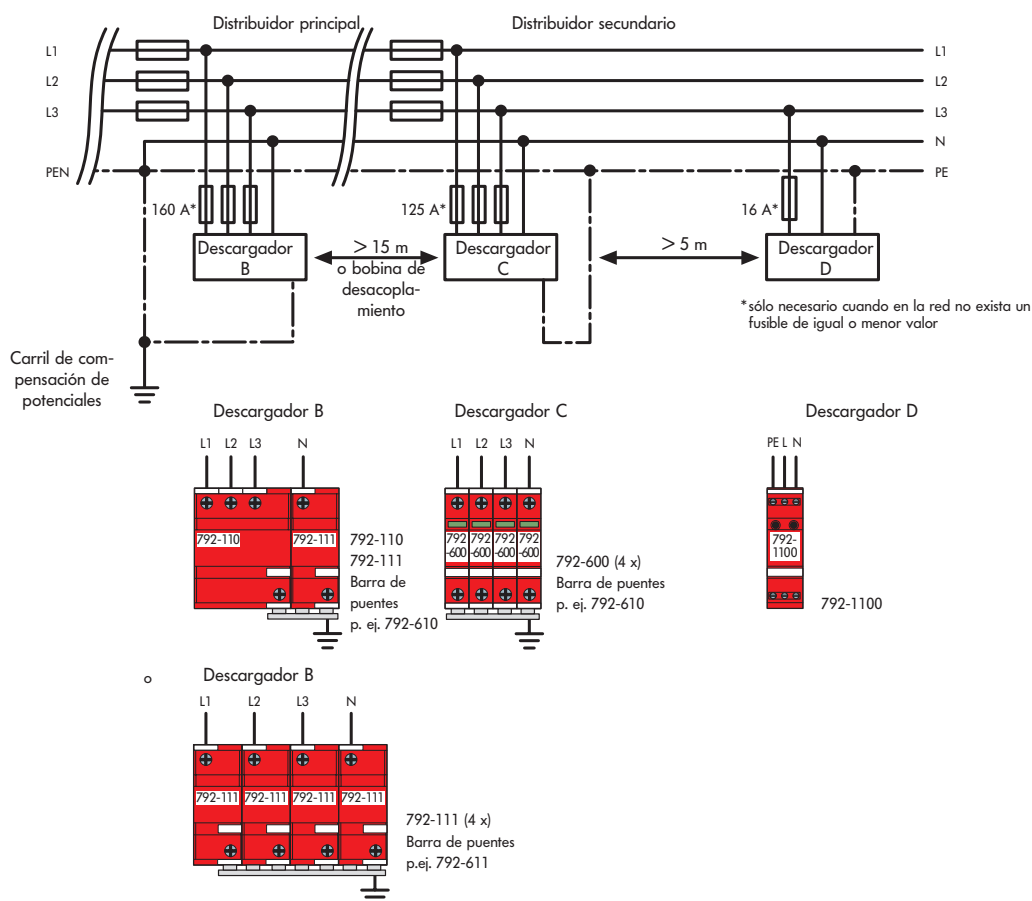 Distribuidor principal
Distribuidor secundario
L1
L1
L2
L2
L3
L3
N
PEN
PE
160 A*
125 A*
16 A*
Descargador
B
> 15 m
o bobina de
desacopla-
miento
Descargador
C
> 5 m
Descargador
D
*sólo necesario cuando en la red no exista un
fusible de igual o menor valor
Carril de com-
pensación de
potenciales
Descargador B
L1 L2 L3 N
792-110
792-111
792-110
792-111
Barra de
puentes
p. ej. 792-610
Descargador C
L1 L2 L3 N
792 792 792 792
-600 -600 -600 -600
792-600 (4 x)
Barra de puentes
p. ej. 792-610
Descargador D
PE L N
792-
1100
792-1100
o
Descargador B
L1 L2 L3 N
792-111 792-111 792-111 792-111
792-111 (4 x)
Barra de puentes
p.ej. 792-611